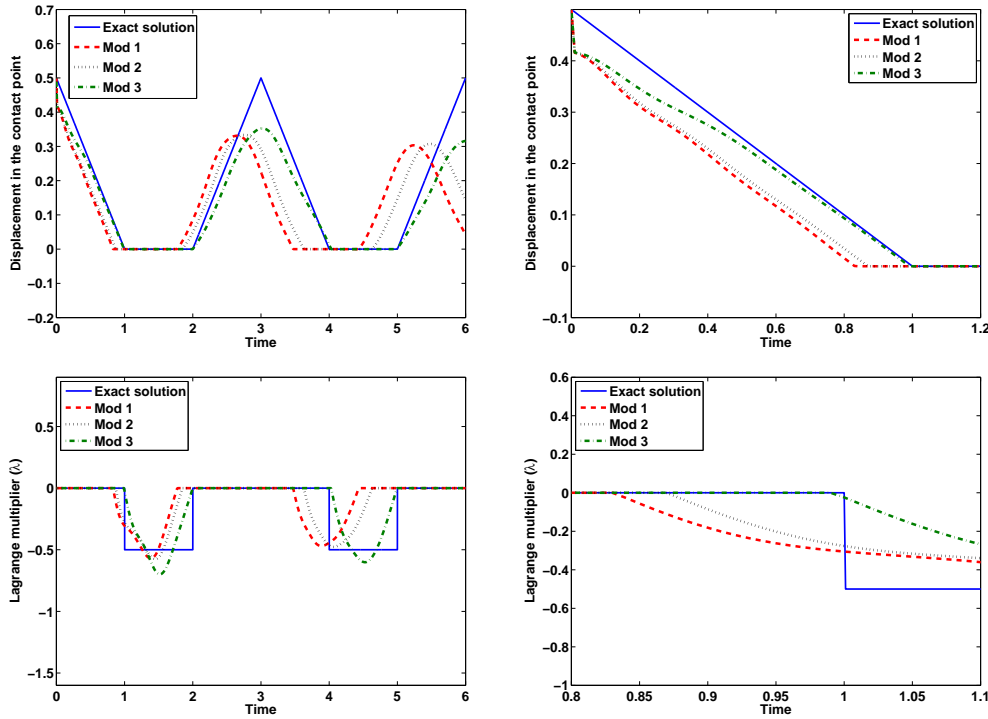 0.7
0.6
0.5
0.4
0.3
0.2
0.1
0
−0.1
−0.2
0 1 2 3 4 5 6
Time
Displacement in the contact point
Exact solution
Mod 1
Mod 2
Mod 3
0.4
0.3
0.2
0.1
0
−0.1
0 0.2 0.4 0.6 0.8 1 1.2
Time
Displacement in the contact point
Exact solution
Mod 1
Mod 2
Mod 3
0.5
0
−0.5
−1
−1.5
0 1 2 3 4 5 6
Time
Lagrange multiplier (λ)
Exact solution
Mod 1
Mod 2
Mod 3
0.6
0.4
0.2
0
−0.2
−0.4
−0.6
−0.8
−1
0.8 0.85 0.9 0.95 1 1.05 1.1
Time
Lagrange multiplier (λ)
Exact solution
Mod 1
Mod 2
Mod 3